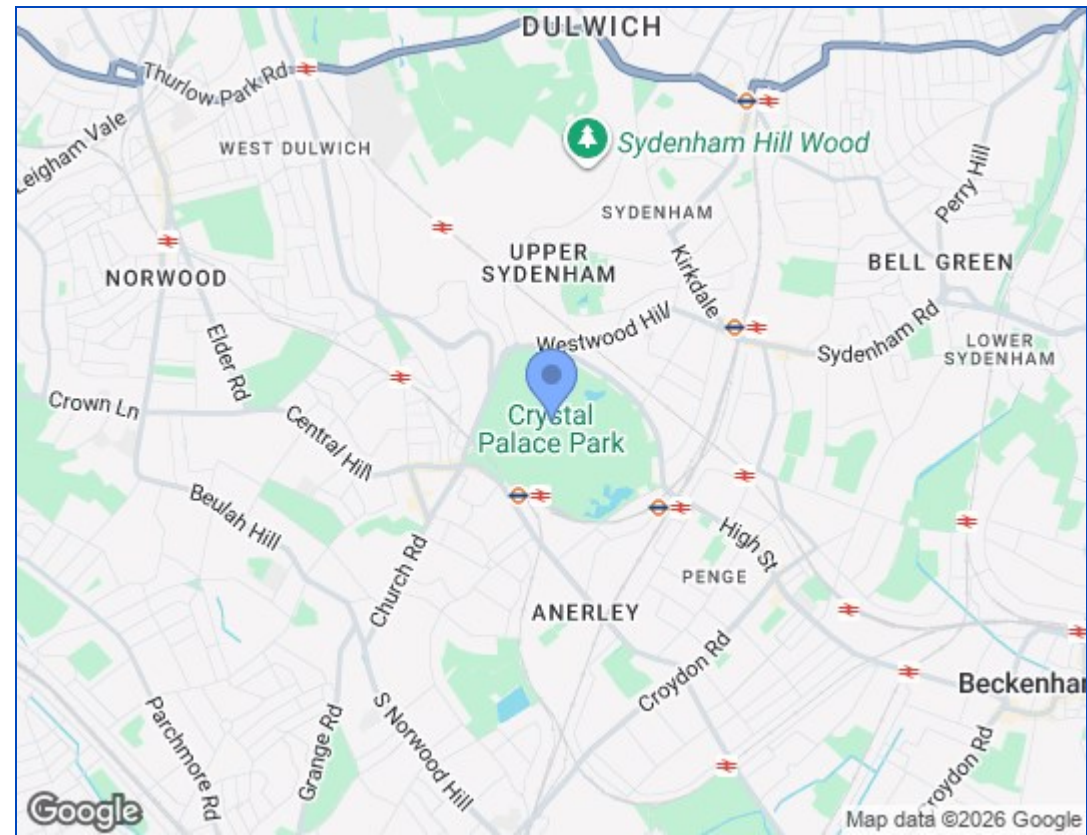 DULWICH
Thurlow Park Rd
Leigham Vale
WEST DULWICH
Sydenham Hill Wood
Perry Hill
SYDENHAM
UPPER
SYDENHAM
Kirkdale
BELL GREEN
NORWOOD
Westwood Hill
Sydenham Rd
LOWER
SYDENHAM
Elder Rd
Crown Ln
Central Hill
Crystal
Palace Park
Beulah Hill
High St
Church Rd
PENGE
ANERLEY
Croydon Rd
Beckenham
Parchmore Rd
Grange Rd
S Norwood Hill
Croydon Rd
Google
Map data ©2026 Google